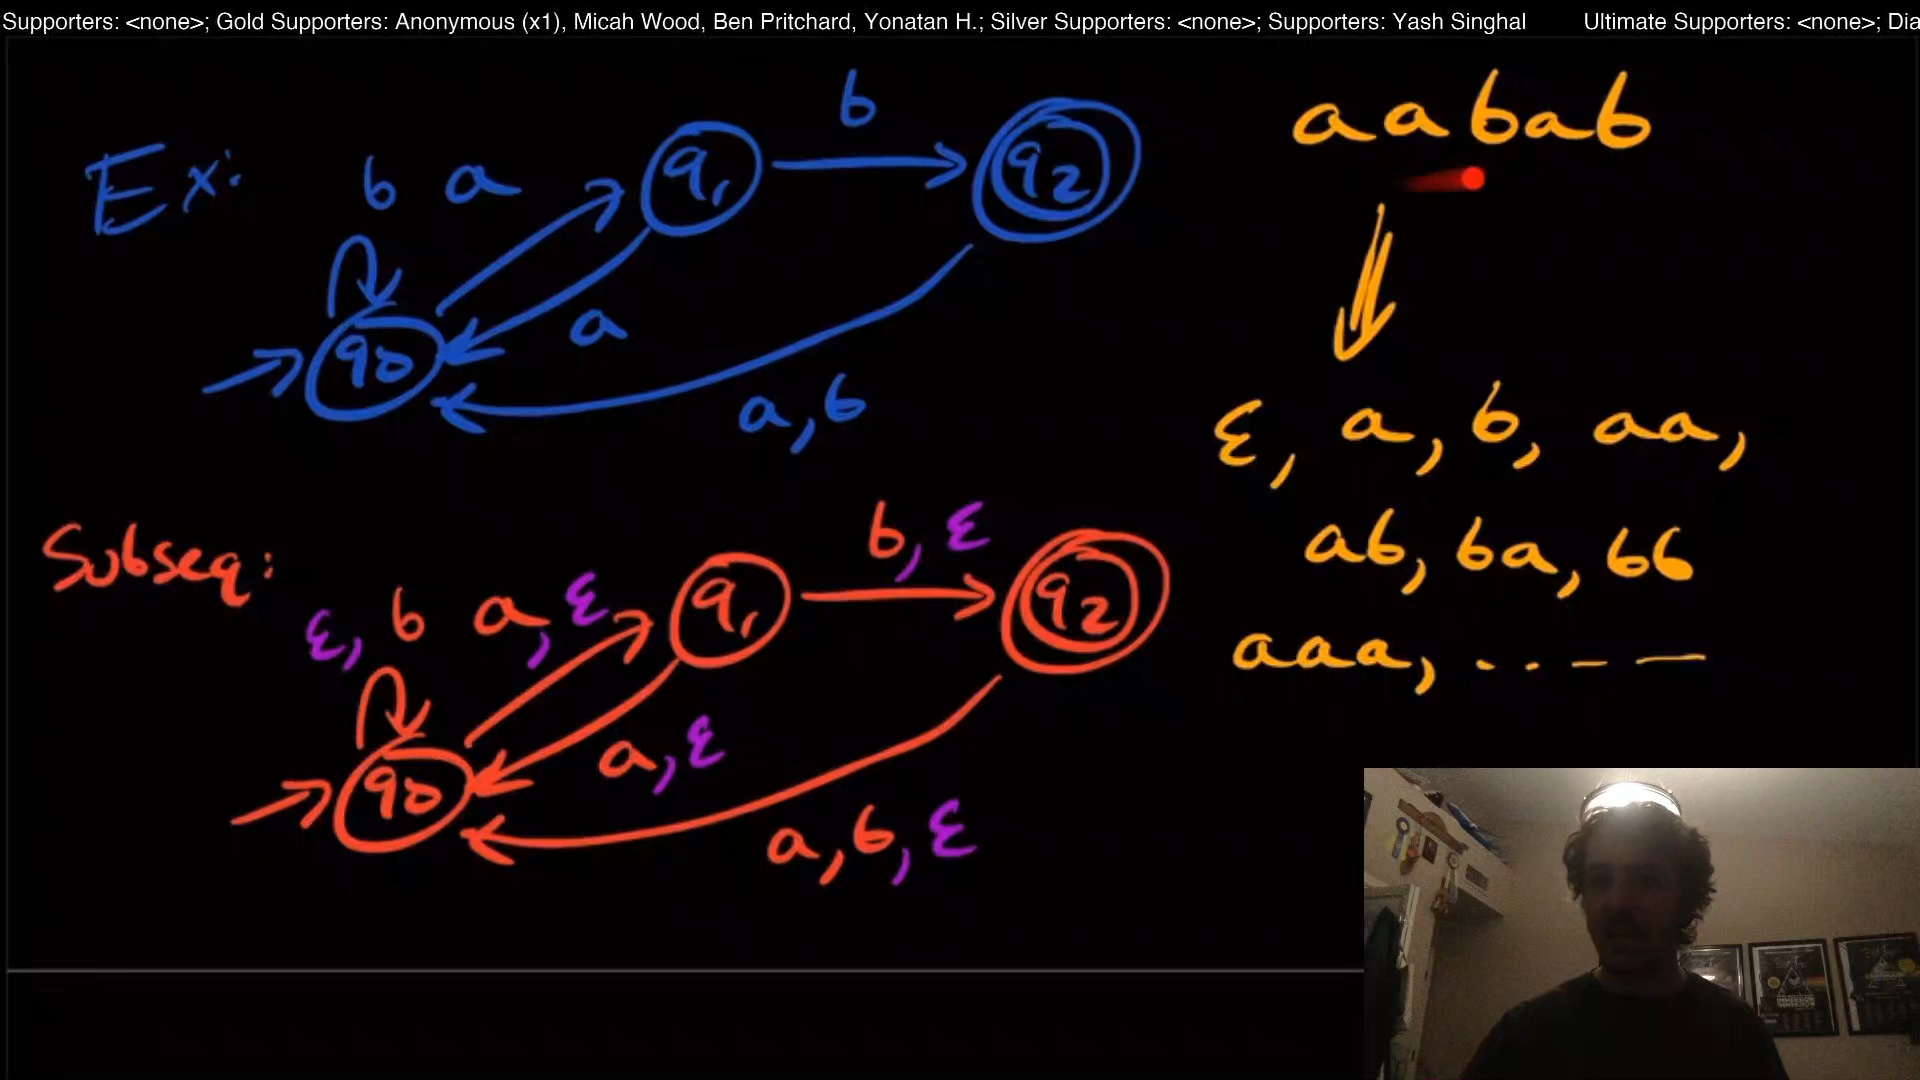 Supporters: <none>; Gold Supporters: Anonymous (x1), Micah Wood, Ben Pritchard, Yonatan H.; Silver Supporters: <none>; Supporters: Yash Singhal Ultimate Supporters: <none>; Dia
Ex:
b a
q1
b
q2
q0
a
a,b
aabab
ε, a, b, aa,
ab, ba, bb
aaa, ..--
Subseq:
ε, b a, ε
q1
b, ε
q2
q0
a, ε
a, b, ε